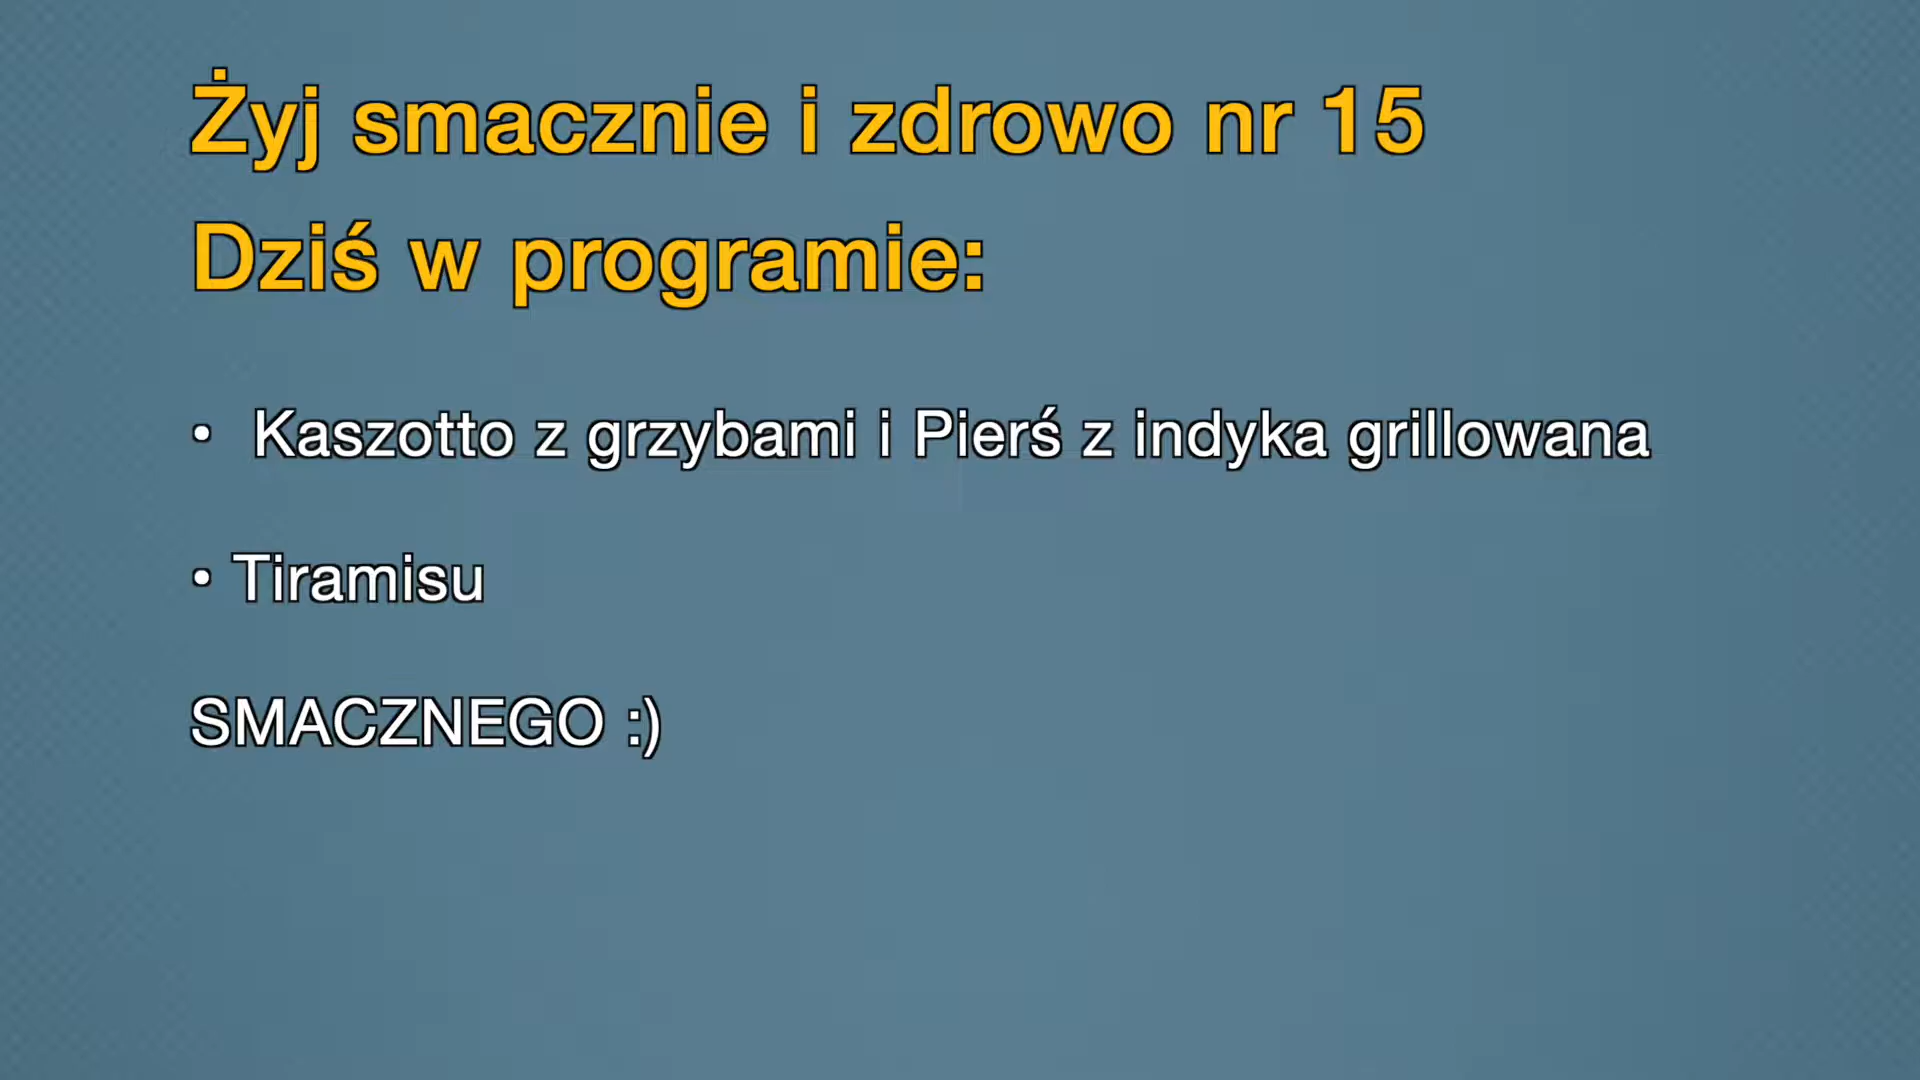 Żyj smacznie i zdrowo nr 15
Dziś w programie:
• Kaszotto z grzybami i Pierś z indyka grillowana
• Tiramisu
SMACZNEGO :)